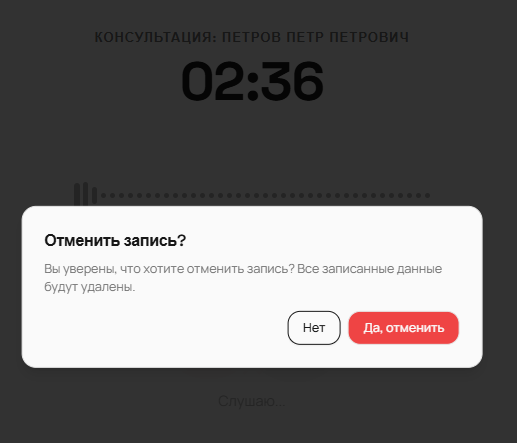 КОНСУЛЬТАЦИЯ: ПЕТРОВ ПЕТР ПЕТРОВИЧ
02:36
Отменить запись?
Вы уверены, что хотите отменить запись? Все записанные данные
будут удалены.
Нет
Да, отменить
Слушаю...